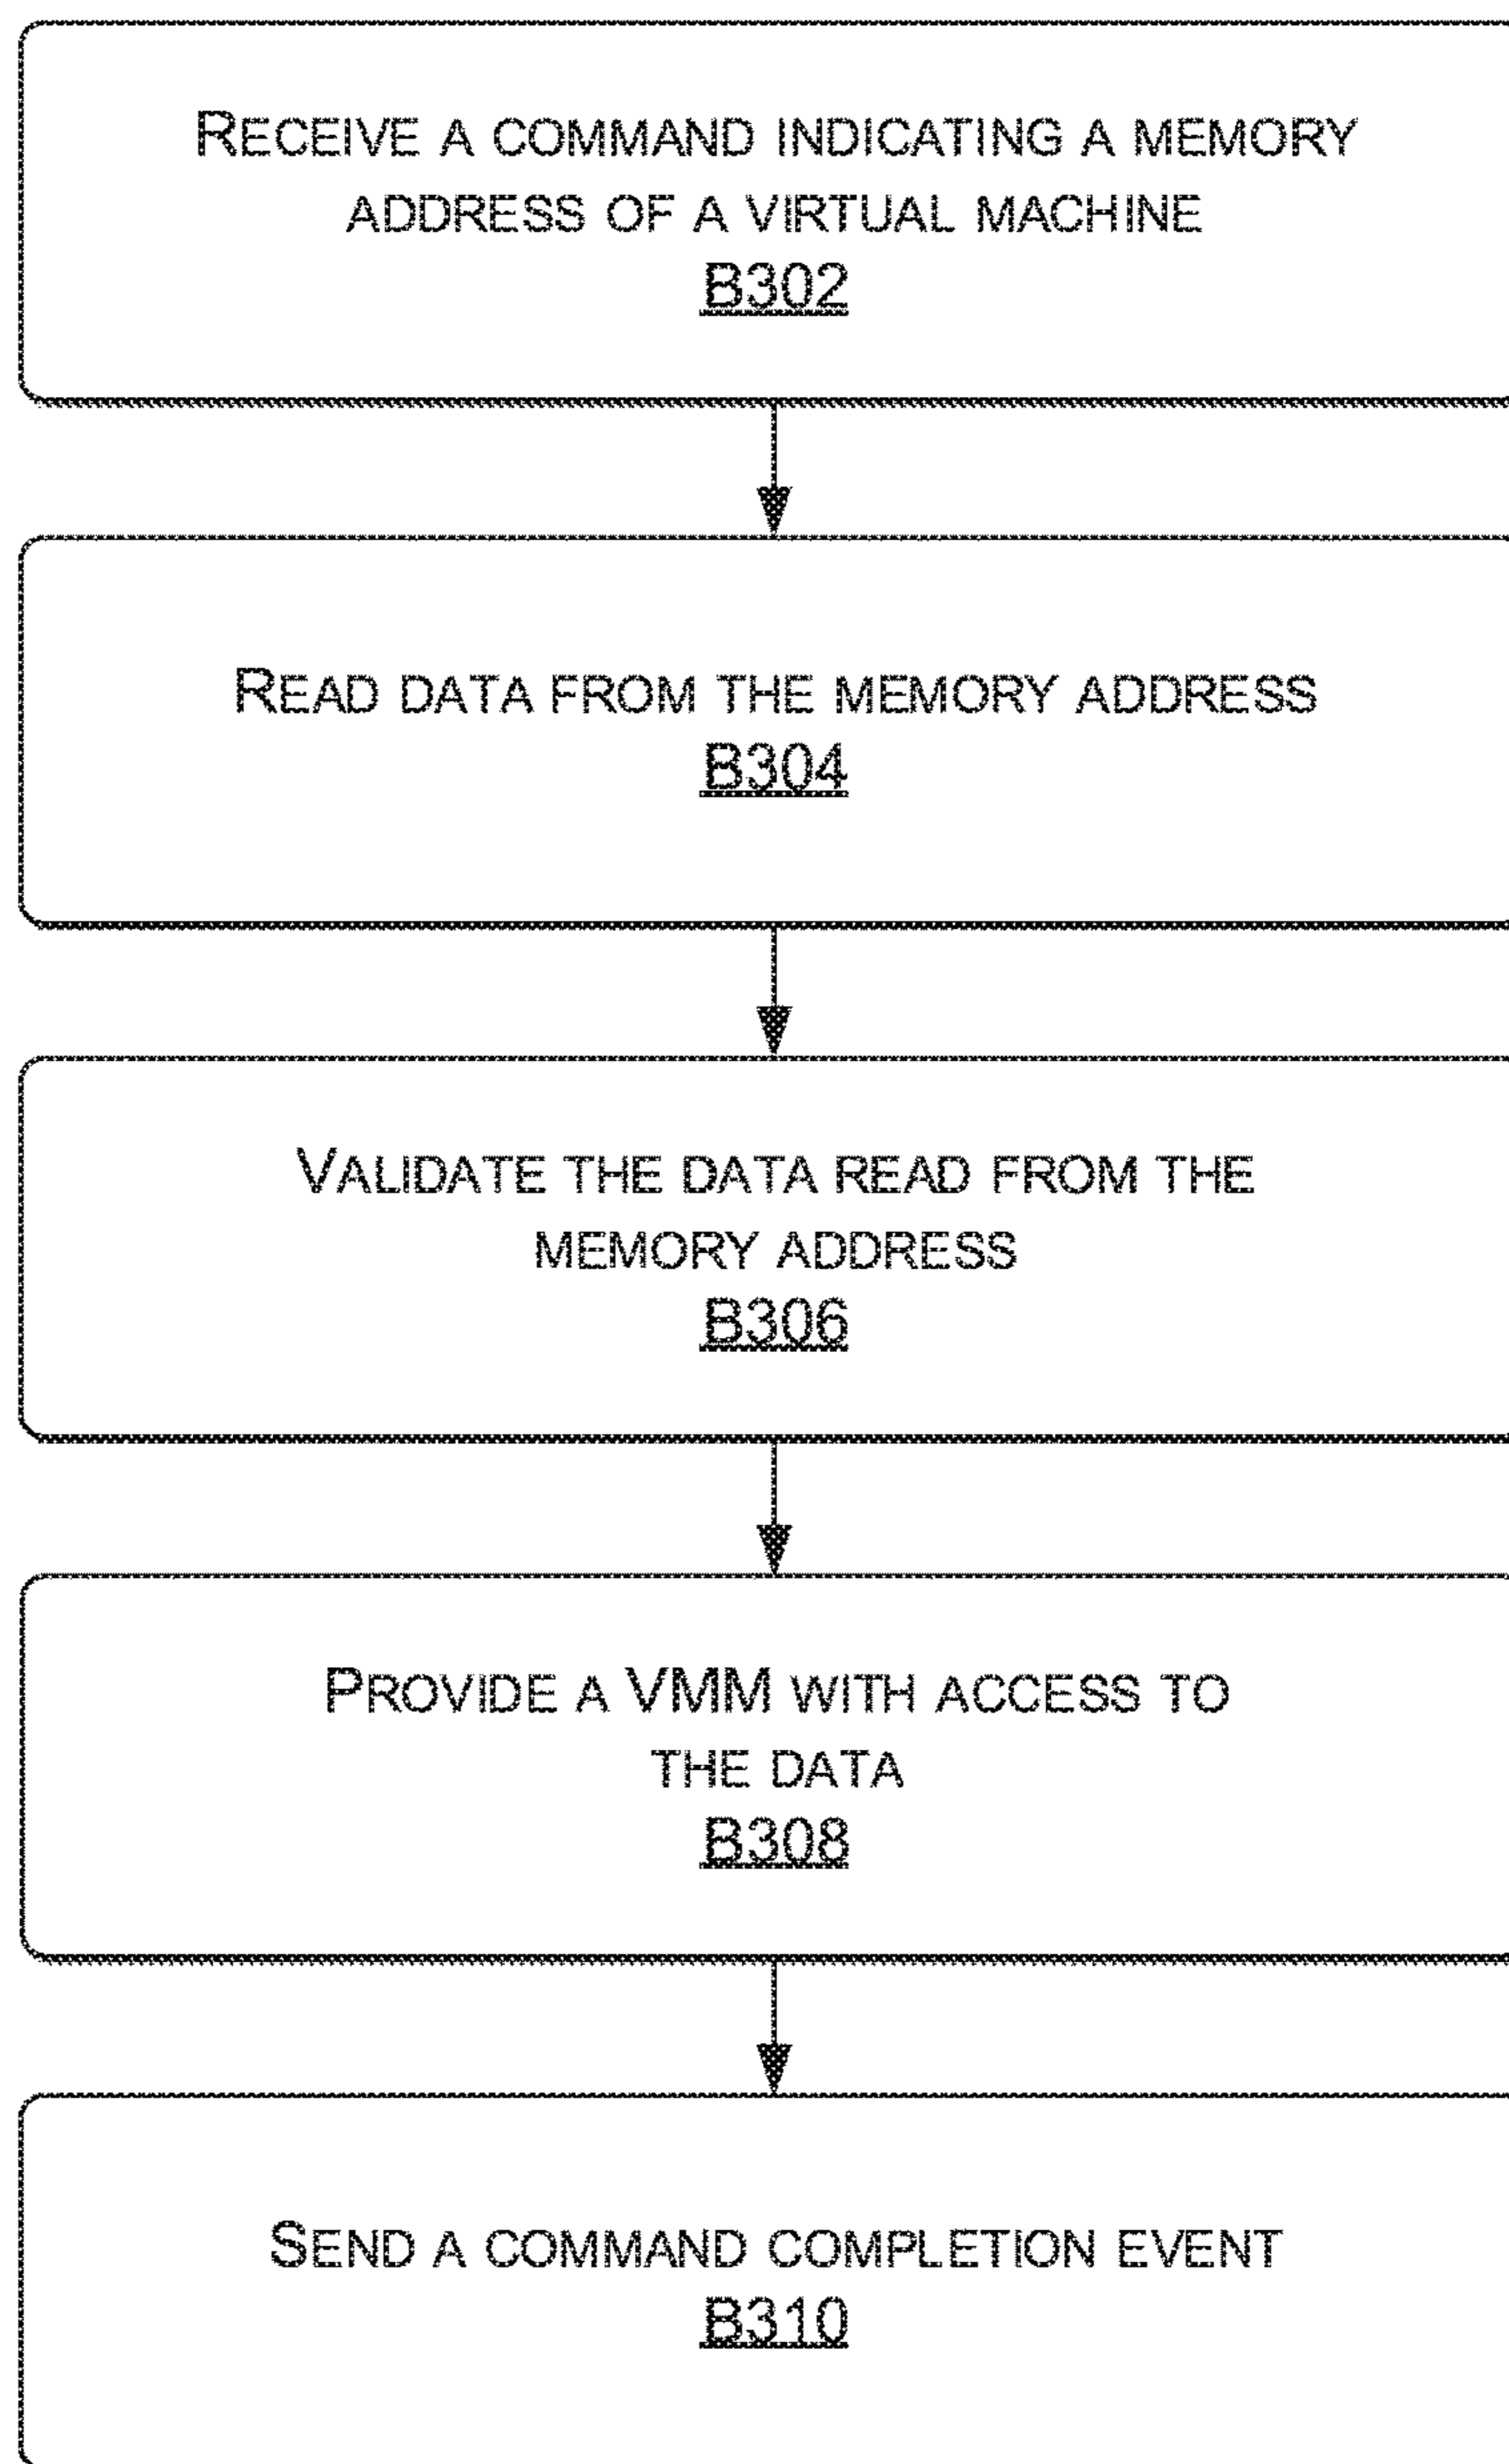 RECEIVE A COMMAND INDICATING A MEMORY
ADDRESS OF A VIRTUAL MACHINE
B302
READ DATA FROM THE MEMORY ADDRESS
B304
VALIDATE THE DATA READ FROM THE
MEMORY ADDRESS
B306
PROVIDE A VMM WITH ACCESS TO
THE DATA
B308
SEND A COMMAND COMPLETION EVENT
B310